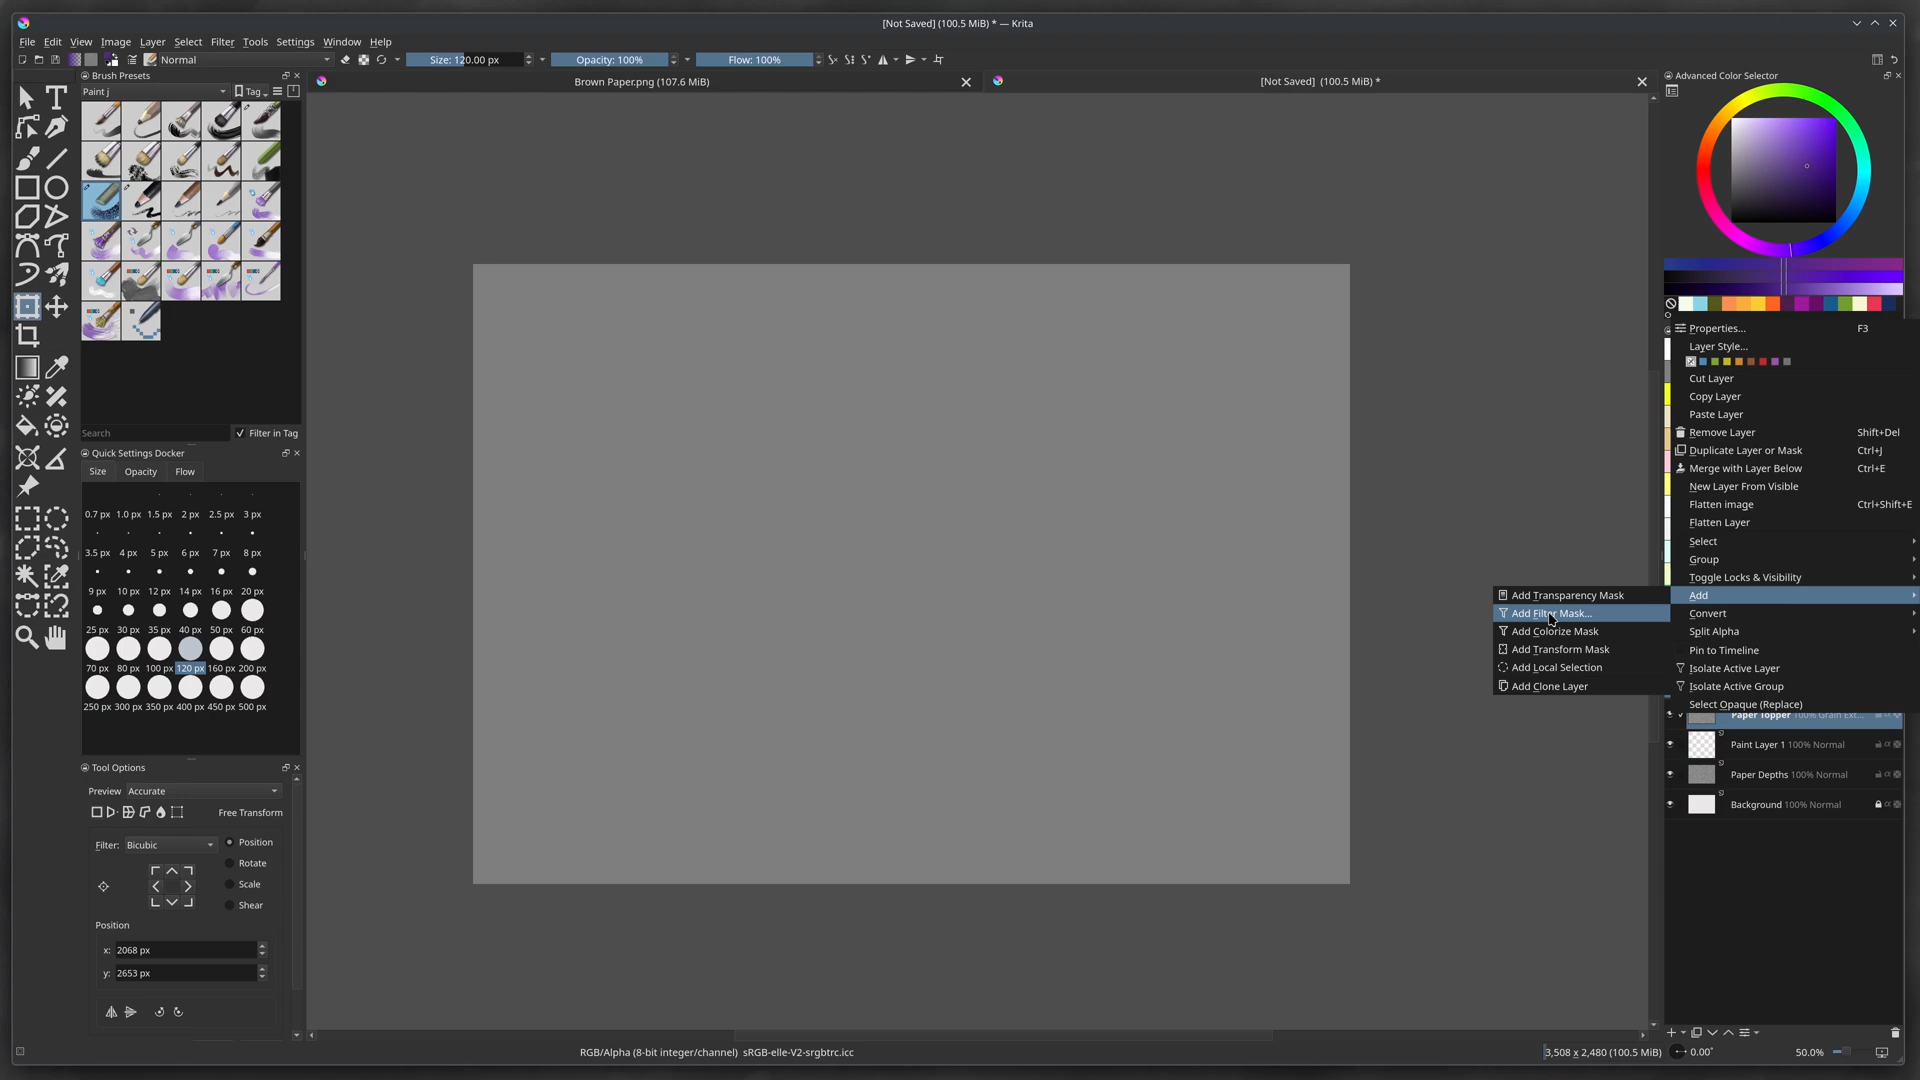 [Not Saved] (100.5 MiB) * — Krita
File Edit View Image Layer Select Filter Tools Settings Window Help
Normal
Size: 120.00 px
Opacity: 100%
Flow: 100%
Brush Presets
Paint j
Tag
Search
Filter in Tag
Quick Settings Docker
Size Opacity Flow
0.7 px 1.0 px 1.5 px 2 px 2.5 px 3 px
3.5 px 4 px 5 px 6 px 7 px 8 px
9 px 10 px 12 px 14 px 16 px 20 px
25 px 30 px 35 px 40 px 50 px 60 px
70 px 80 px 100 px 120 px 160 px 200 px
250 px 300 px 350 px 400 px 450 px 500 px
Tool Options
Preview Accurate
Free Transform
Filter: Bicubic
Position
Rotate
Scale
Shear
Position
x: 2068 px
y: 2653 px
Brown Paper.png (107.6 MiB)
[Not Saved] (100.5 MiB) *
Advanced Color Selector
Properties... F3
Layer Style...
Cut Layer
Copy Layer
Paste Layer
Remove Layer Shift+Del
Duplicate Layer or Mask Ctrl+J
Merge with Layer Below Ctrl+E
New Layer From Visible
Flatten image Ctrl+Shift+E
Flatten Layer
Select
Group
Toggle Locks & Visibility
Add
Convert
Split Alpha
Pin to Timeline
Isolate Active Layer
Isolate Active Group
Select Opaque (Replace)
Add Transparency Mask
Add Filter Mask...
Add Colorize Mask
Add Transform Mask
Add Local Selection
Add Clone Layer
Paper Topper 100% Grain Ext...
Paint Layer 1 100% Normal
Paper Depths 100% Normal
Background 100% Normal
RGB/Alpha (8-bit integer/channel) sRGB-elle-V2-srgbtrc.icc
3,508 x 2,480 (100.5 MiB)
0.00°
50.0%